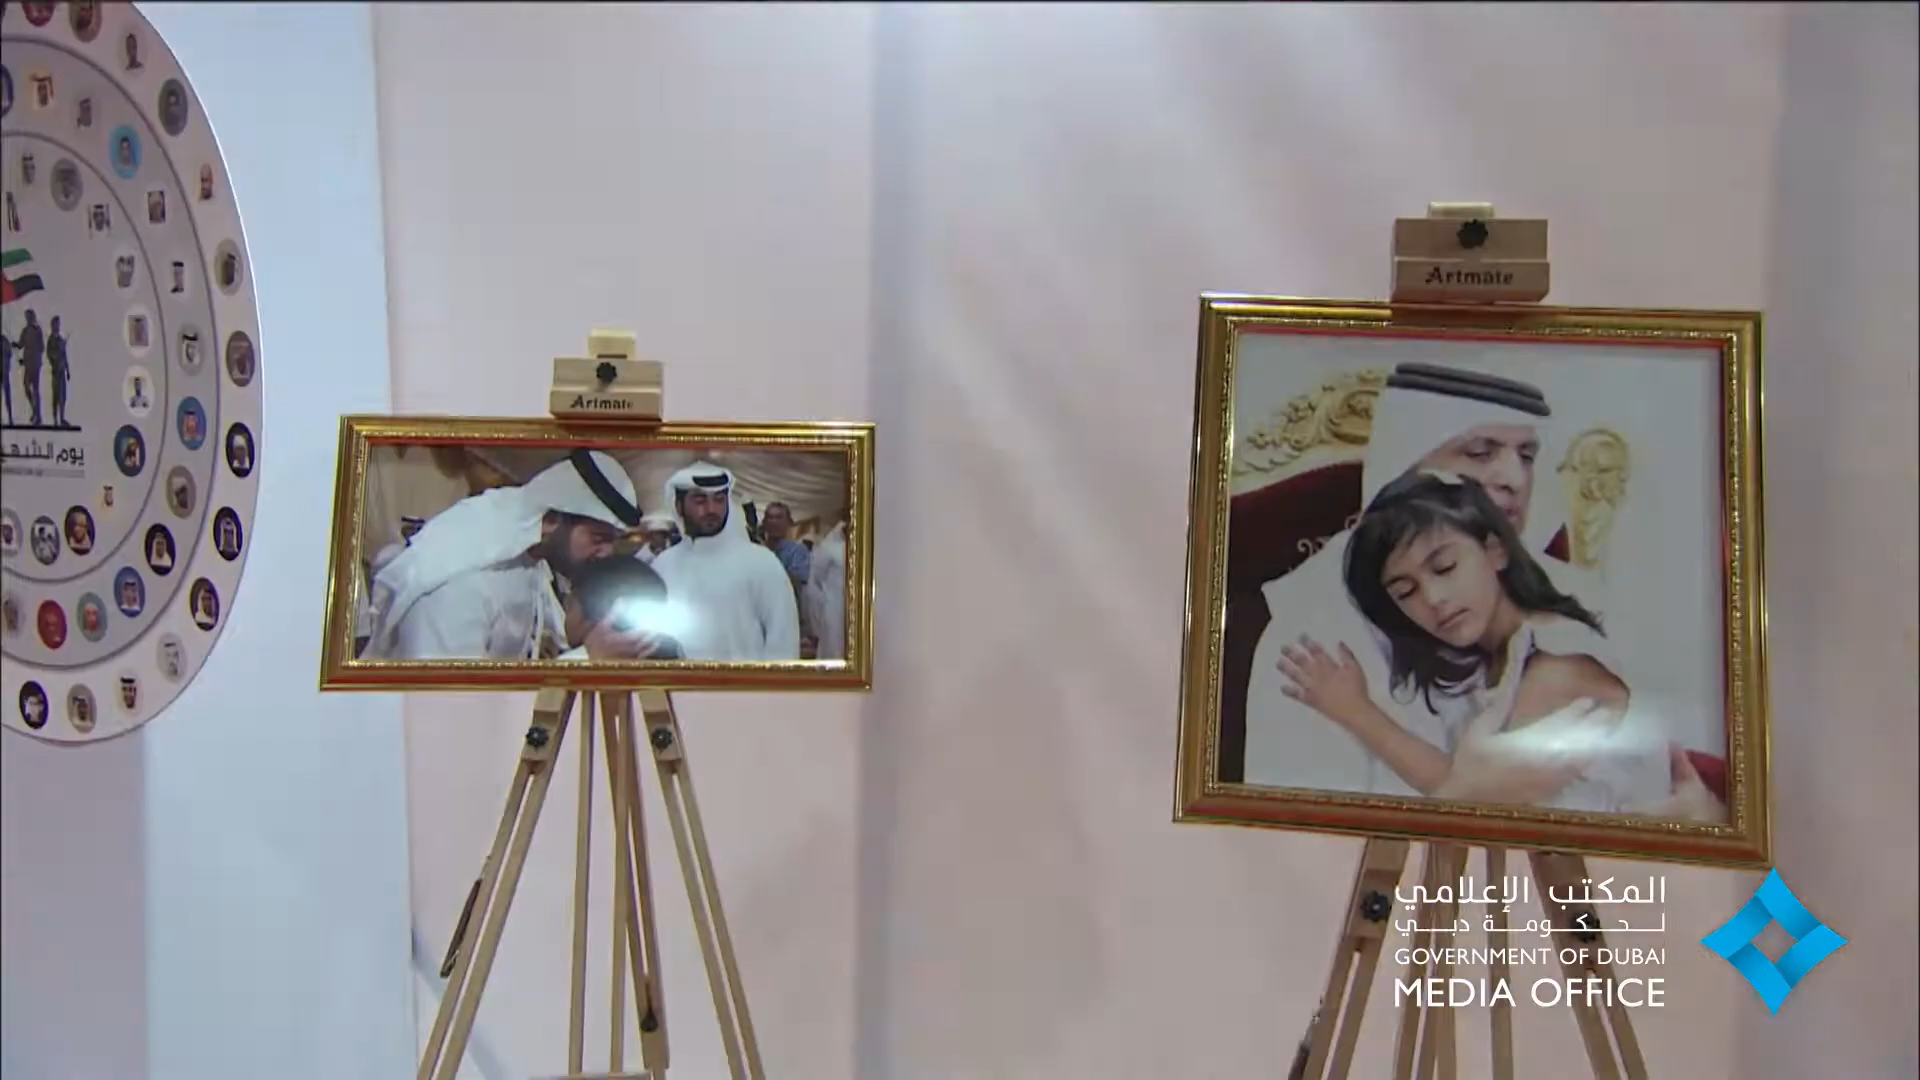 Artmate
Artmate
يوم الشهيد
المكتب الإعلامي
لحكومة دبي
GOVERNMENT OF DUBAI
MEDIA OFFICE